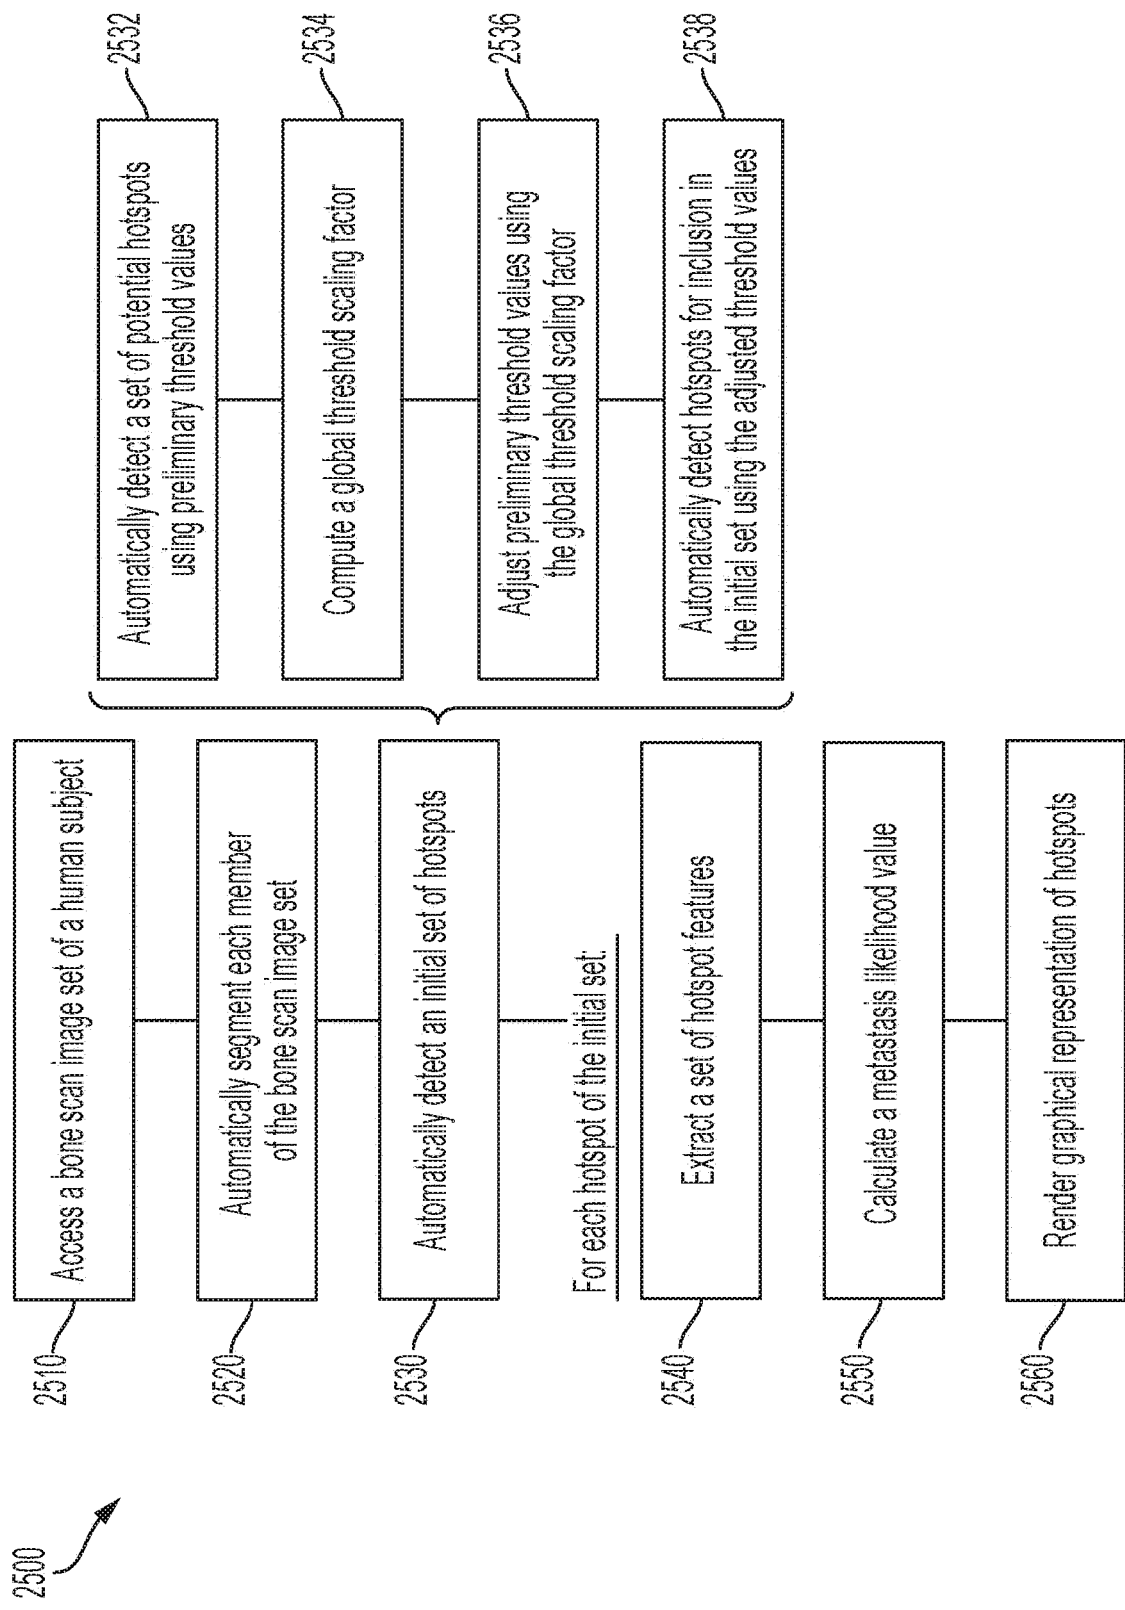 2500
2510
Access a bone scan image set of a human subject
2520
Automatically segment each member
of the bone scan image set
2530
Automatically detect an initial set of hotspots
2532
Automatically detect a set of potential hotspots
using preliminary threshold values
2534
Compute a global threshold scaling factor
2536
Adjust preliminary threshold values using
the global threshold scaling factor
2538
Automatically detect hotspots for inclusion in
the initial set using the adjusted threshold values
For each hotspot of the initial set:
2540
Extract a set of hotspot features
2550
Calculate a metastasis likelihood value
2560
Render graphical representation of hotspots